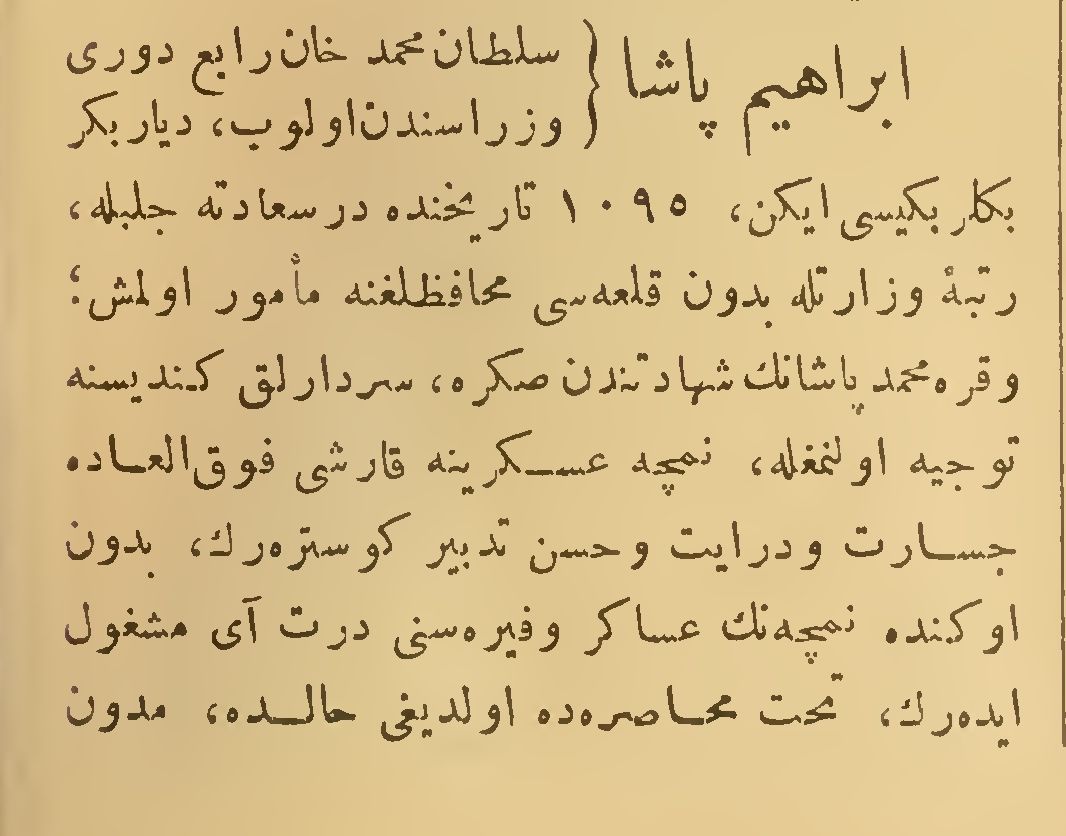 ابراهیم پاشا { سلطان محمد خان رابع دوری
وزراسندن اولوب، دیاربکر
بکلربکیسی ایکن، ١٠٩٥ تاریخنده درسعادته جلبله،
رتبۀ وزارتله بدون قلعه‌سی محافظلغنه مأمور اولمش؛
وقره محمد پاشانك شهادتندن صکره، سردارلق کندیسنه
توجیه اولنمغله، نمچه عسکرینه قارشی فوق‌العاده
جسارت ودرایت وحسن تدبیر کوستره‌رك، بدون
اوکنده نمچه‌نك عساکر وفیره‌سنی درت آی مشغول
ایده‌رك، تحت محاصره‌ده اولدیغی حالده، مدون